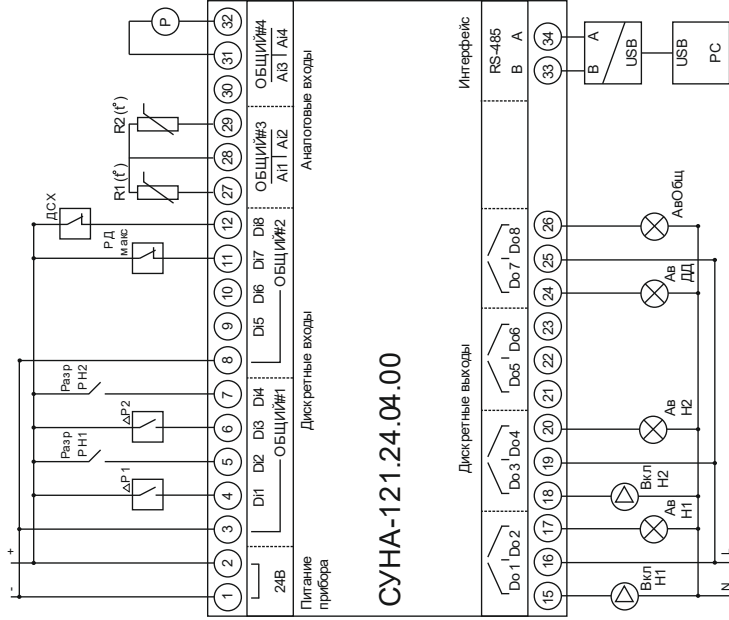 - +
Разр РН1
Разр РН2
△P1
△P2
РД макс
ДСХ
R1 (t°)
R2 (t°)
P
1 2 3 4 5 6 7 8 9 10 11 12 27 28 29 30 31 32
24В
Di1 Di2 Di3 Di4
ОБЩИЙ#1
Di5 Di6 Di7 Di8
ОБЩИЙ#2
ОБЩИЙ#3
Ai1 Ai2
ОБЩИЙ#4
Ai3 Ai4
Питание прибора
Дискретные входы
Аналоговые входы
СУНА-121.24.04.00
Дискретные выходы
Интерфейс
RS-485
B A
Do1 Do2
Do3 Do4
Do5 Do6
Do7 Do8
15 16 17 18 19 20 21 22 23 24 25 26 33 34
Вкл Н1
Ав Н1
Вкл Н2
Ав Н2
Ав ДД
АвОбщ
B A
USB
USB
PC
N L